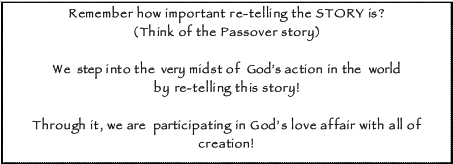 Remember how important re-telling the STORY is?
(Think of the Passover story)
We step into the very midst of God's action in the world
by re-telling this story!
Through it, we are participating in God's love affair with all of
creation!